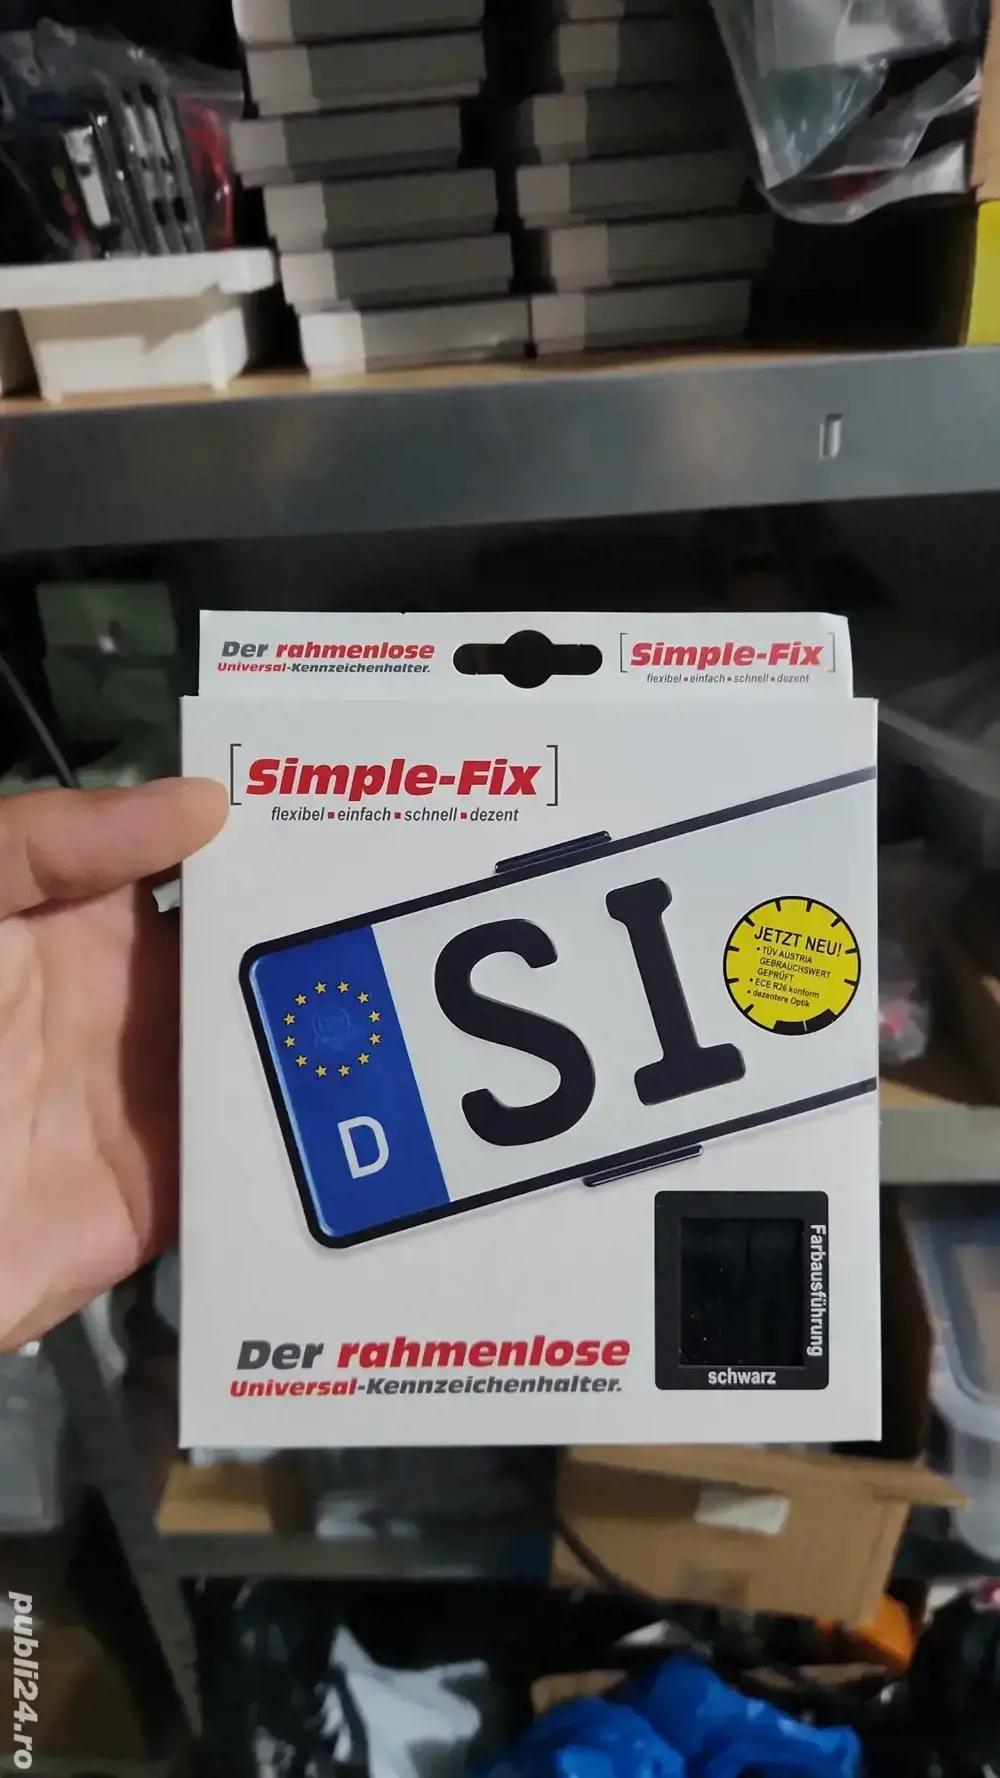 Der rahmenlose
Universal-Kennzeichenhalter.
[Simple-Fix]
flexibel ▪ einfach ▪ schnell ▪ dezent
[Simple-Fix]
flexibel ▪ einfach ▪ schnell ▪ dezent
SI
D
JETZT NEU!
• TÜV AUSTRIA
GEBRAUCHSWERT
GEPRÜFT
• ECE R26 konform
• dezentere Optik
Farbausführung
schwarz
Der rahmenlose
Universal-Kennzeichenhalter.
publi24.ro